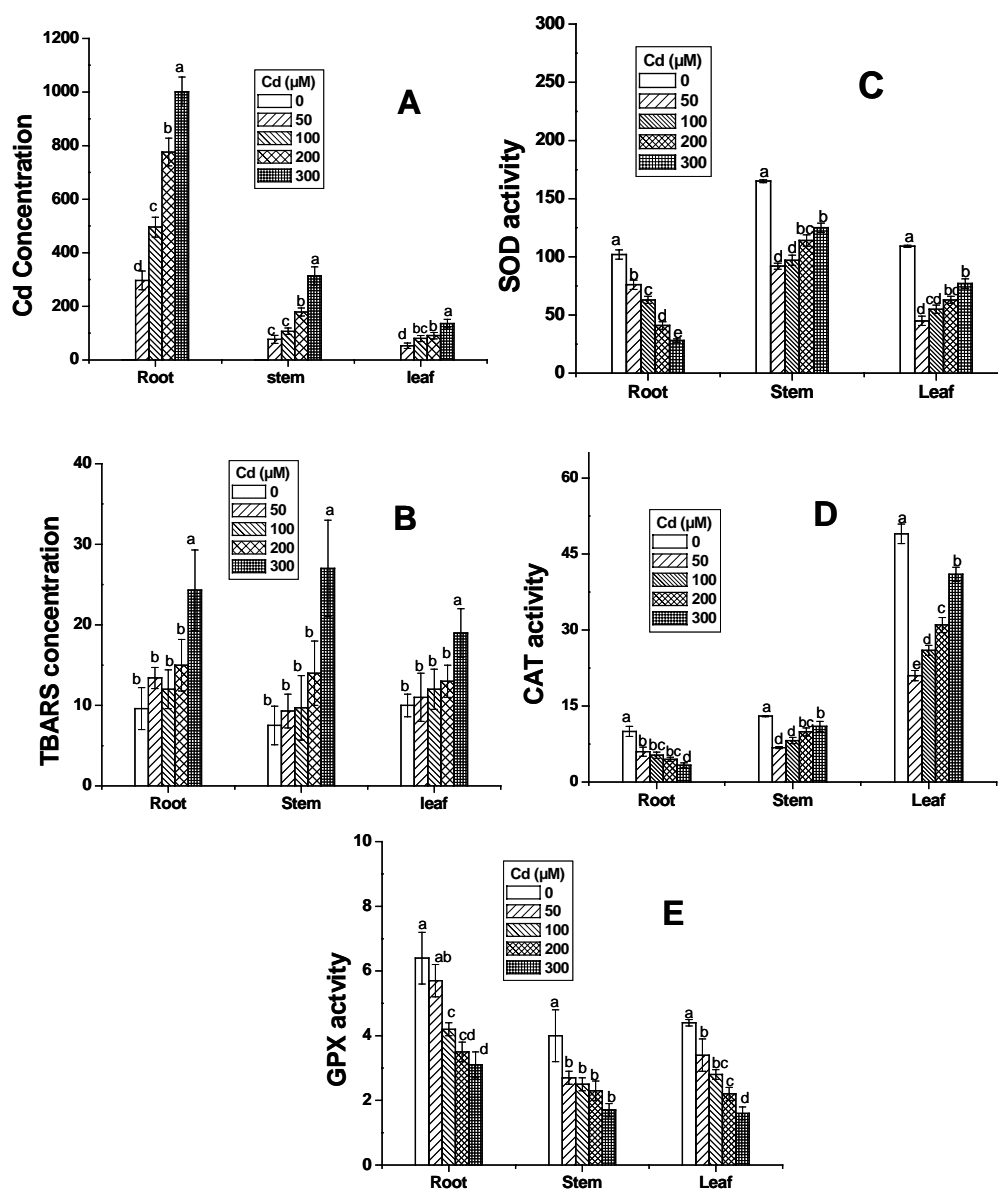 A
Cd Concentration
1200
1000
800
600
400
200
0
Cd (µM)
0
50
100
200
300
d c b a
c c b a
d bc b a
Root stem leaf
C
SOD activity
300
250
200
150
100
50
0
Cd (µM)
0
50
100
200
300
a b c d e
a d d bc b
a d cd bc b
Root Stem Leaf
B
TBARS concentration
40
30
20
10
0
Cd (µM)
0
50
100
200
300
b b b b a
b b b b a
b b b b a
Root Stem leaf
D
CAT activity
60
45
30
15
0
Cd (µM)
0
50
100
200
300
a b bc bc d
a d d bc b
a e d c b
Root Stem Leaf
E
GPX actvity
10
8
6
4
2
0
Cd (µM)
0
50
100
200
300
a ab c cd d
a b b b b
a b bc c d
Root Stem Leaf